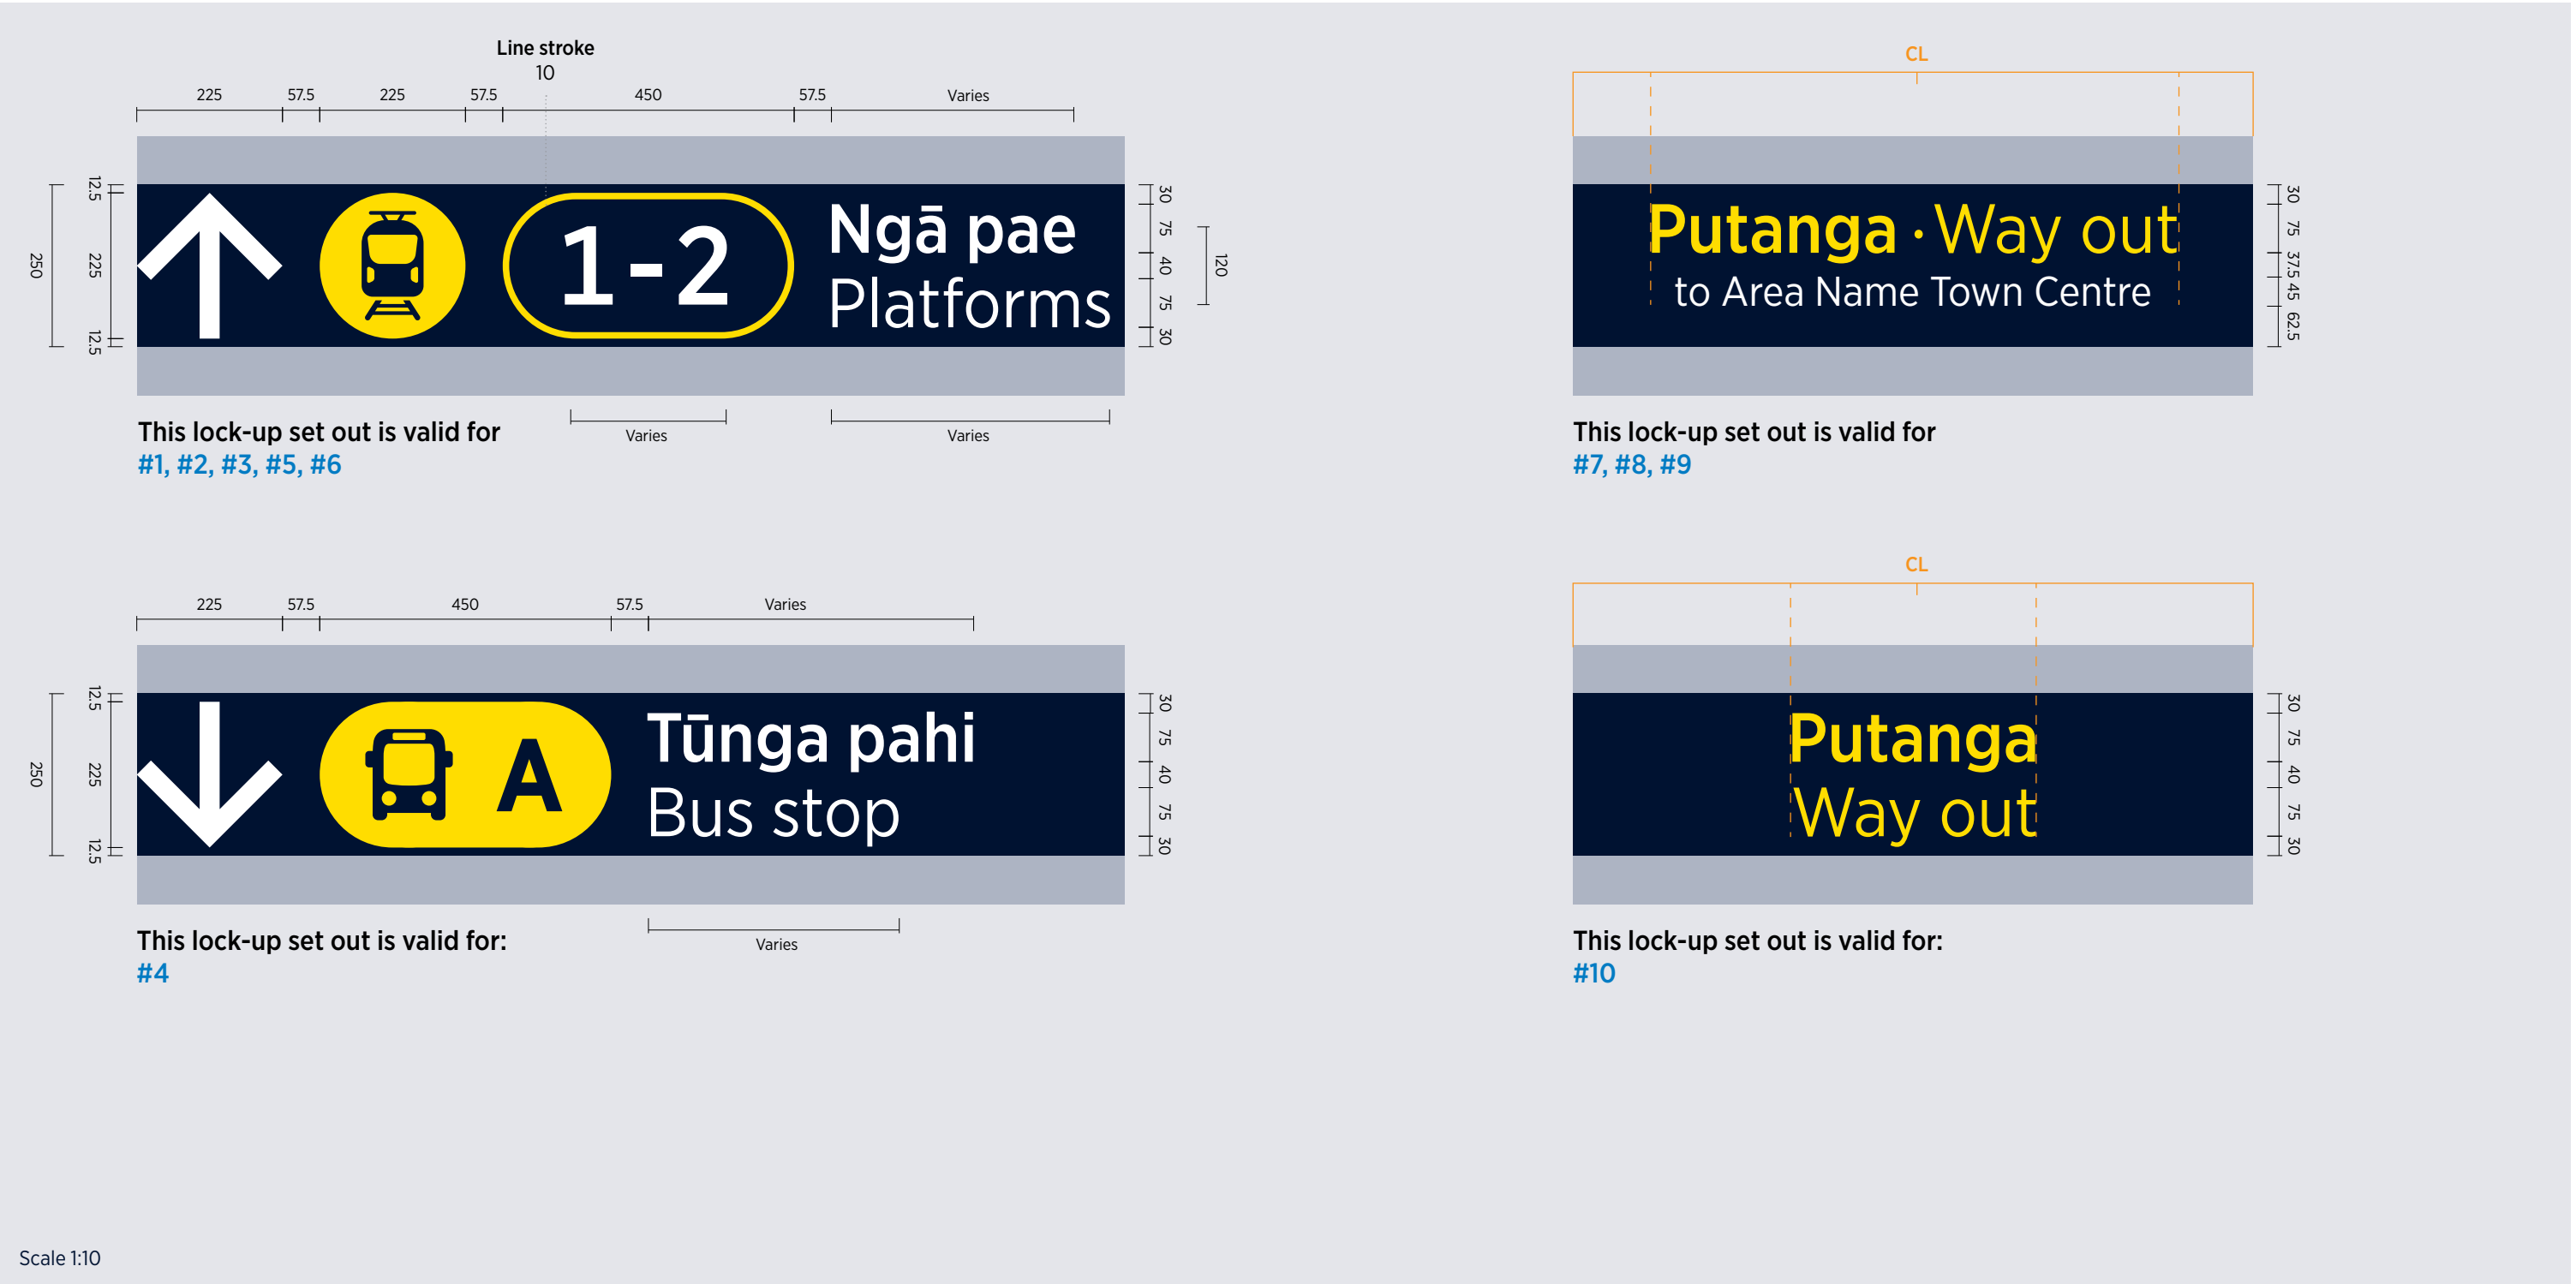 Line stroke
10
225 57.5 225 57.5 450 57.5 Varies
250
12.5
225
12.5
1-2
Ngā pae
Platforms
30
75
40
75
30
120
Varies Varies
This lock-up set out is valid for
#1, #2, #3, #5, #6
CL
Putanga · Way out
to Area Name Town Centre
30
75
37.5
45
62.5
This lock-up set out is valid for
#7, #8, #9
225 57.5 450 57.5 Varies
250
12.5
225
12.5
A
Tūnga pahi
Bus stop
30
75
40
75
30
Varies
This lock-up set out is valid for:
#4
CL
Putanga
Way out
30
75
40
75
30
This lock-up set out is valid for:
#10
Scale 1:10